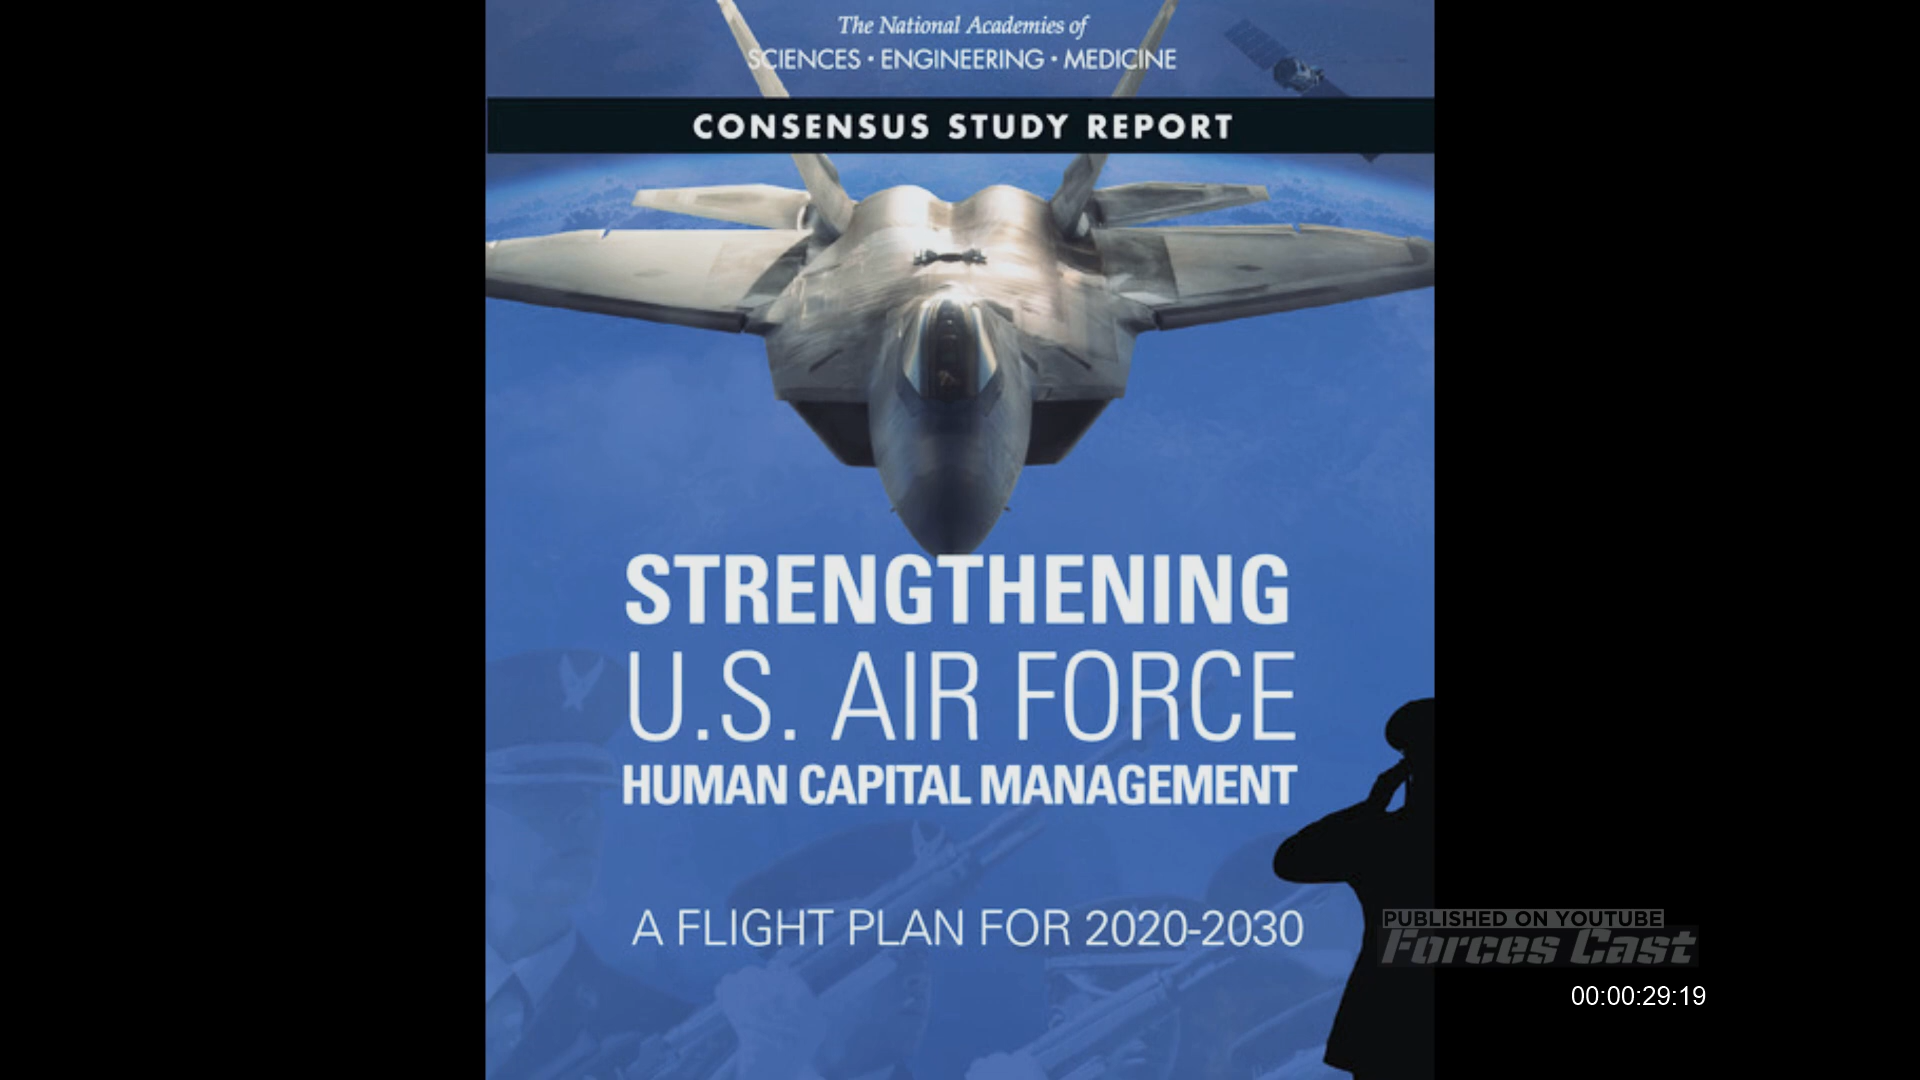 The National Academies of
SCIENCES • ENGINEERING • MEDICINE
CONSENSUS STUDY REPORT
STRENGTHENING
U.S. AIR FORCE
HUMAN CAPITAL MANAGEMENT
A FLIGHT PLAN FOR 2020-2030
PUBLISHED ON YOUTUBE
Forces Cast
00:00:29:19